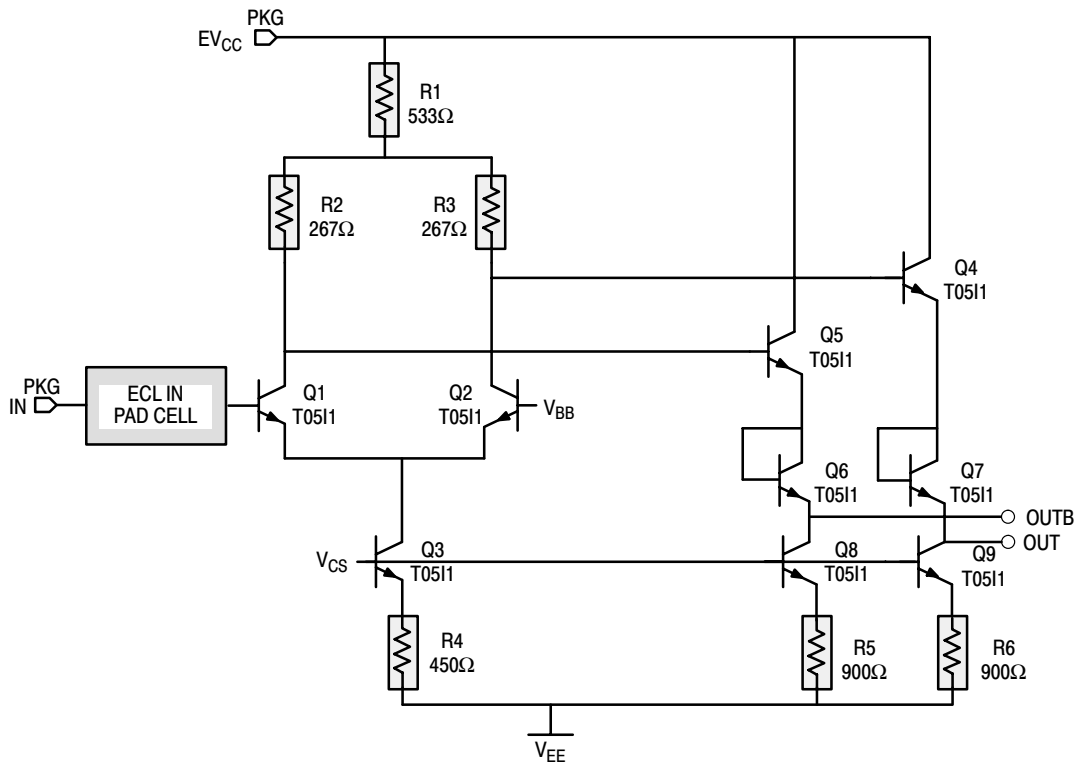 PKG
EVCC
R1
533Ω
R2
267Ω
R3
267Ω
Q4
T05I1
Q5
T05I1
PKG
IN
ECL IN
PAD CELL
Q1
T05I1
Q2
T05I1
VBB
Q6
T05I1
Q7
T05I1
OUTB
OUT
VCS
Q3
T05I1
Q8
T05I1
Q9
T05I1
R4
450Ω
R5
900Ω
R6
900Ω
VEE